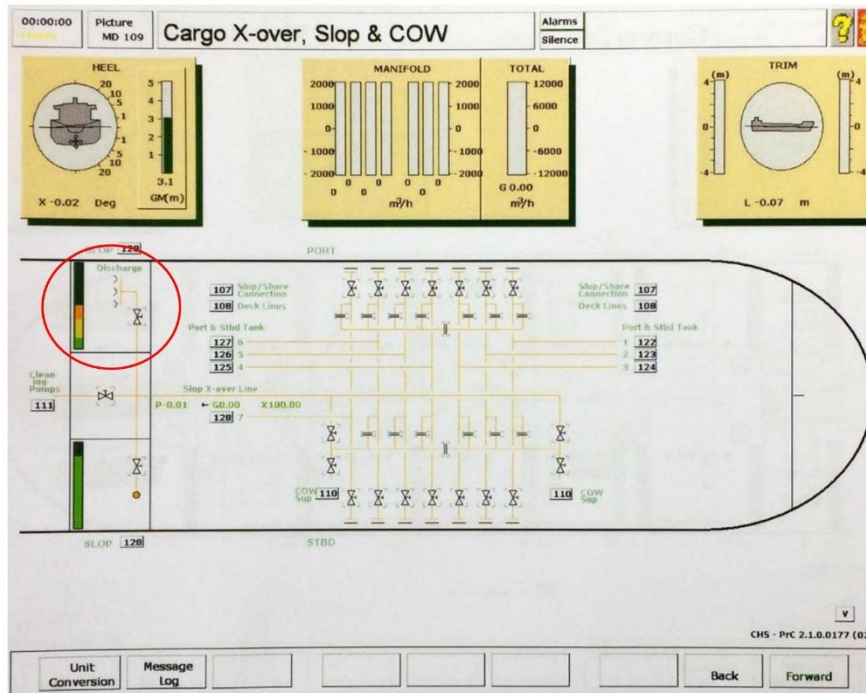 00:00:00 Picture Cargo X-over, Slop & COW Alarms
MD 109 Silence
HEEL MANIFOLD TOTAL TRIM
20 10 5 1 1 5 10 20
5 4 3 2 1
3.1
X -0.02 Deg GM(m)
2000 2000 12000
1000 1000 6000
0 0 0
-1000 -1000 -6000
-2000 -2000 -12000
0 0 0 0 0 0 0 0
m³/h
G 0.00
m³/h
(m) (m)
4 4
0 0
-4 -4
L -0.07 m
SLOP 128 PORT
Discharge
107 Ship/Shore Connection
108 Deck Lines
Ship/Shore Connection 107
Deck Lines 108
Port & Stbd Tank
127 6
126 5
125 4
Port & Stbd Tank
1 122
2 123
3 124
Cleaning Pumps
111
Slop X-over Line
P-0.01 ← G0.00 X100.00
128 7
COW Sup 110
110 COW Sup
SLOP 128 STBD
V
CHS - PrC 2.1.0.0177
Unit Conversion
Message Log
Back
Forward